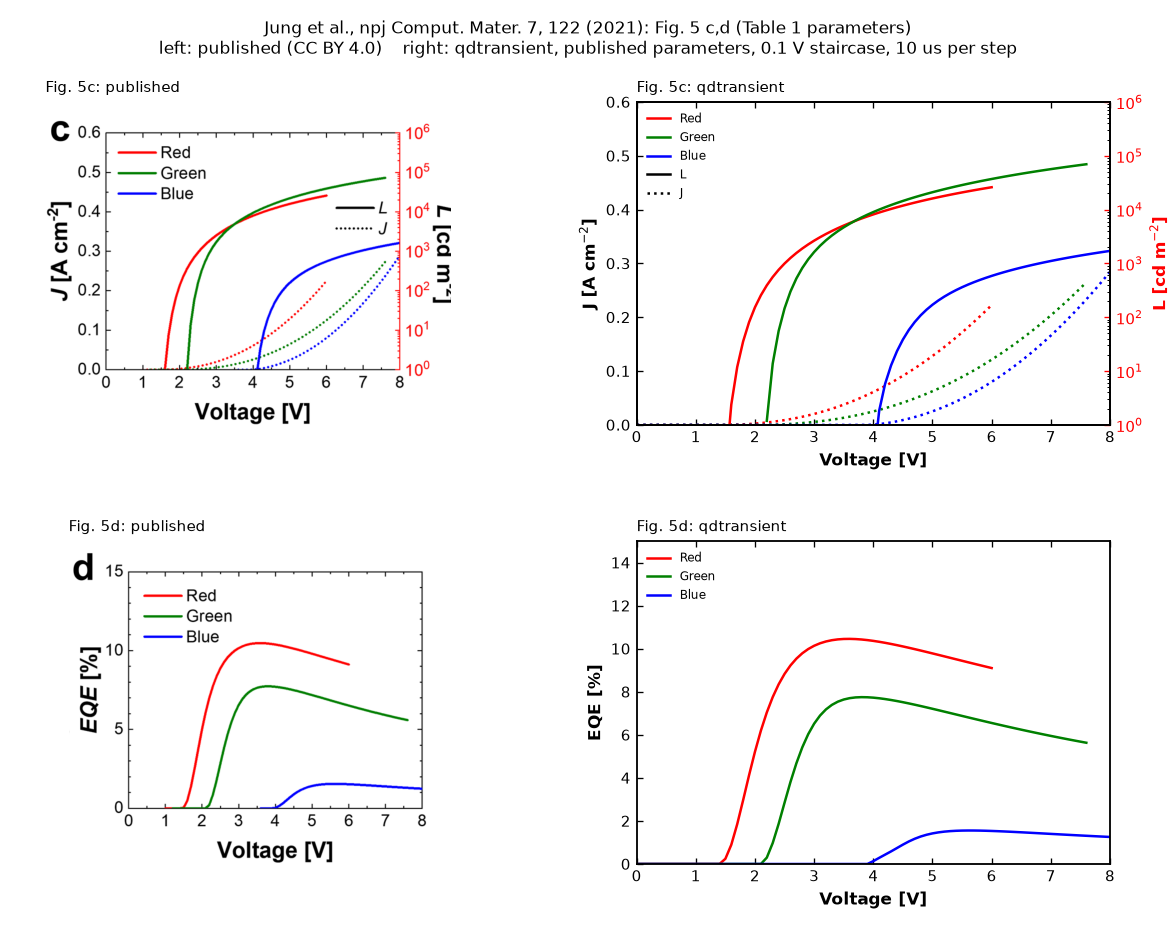 Jung et al., npj Comput. Mater. 7, 122 (2021): Fig. 5 c,d (Table 1 parameters)
left: published (CC BY 4.0)    right: qdtransient, published parameters, 0.1 V staircase, 10 us per step
Fig. 5c: published
c
0.6
0.5
0.4
0.3
0.2
0.1
0.0
J [A cm⁻²]
Red
Green
Blue
L
J
10⁶
10⁵
10⁴
10³
10²
10¹
10⁰
L [cd m⁻²]
0 1 2 3 4 5 6 7 8
Voltage [V]
Fig. 5c: qdtransient
0.6
0.5
0.4
0.3
0.2
0.1
0.0
J [A cm⁻²]
Red
Green
Blue
L
J
10⁶
10⁵
10⁴
10³
10²
10¹
10⁰
L [cd m⁻²]
0 1 2 3 4 5 6 7 8
Voltage [V]
Fig. 5d: published
d
15
10
5
0
EQE [%]
Red
Green
Blue
0 1 2 3 4 5 6 7 8
Voltage [V]
Fig. 5d: qdtransient
14
12
10
8
6
4
2
0
EQE [%]
Red
Green
Blue
0 1 2 3 4 5 6 7 8
Voltage [V]